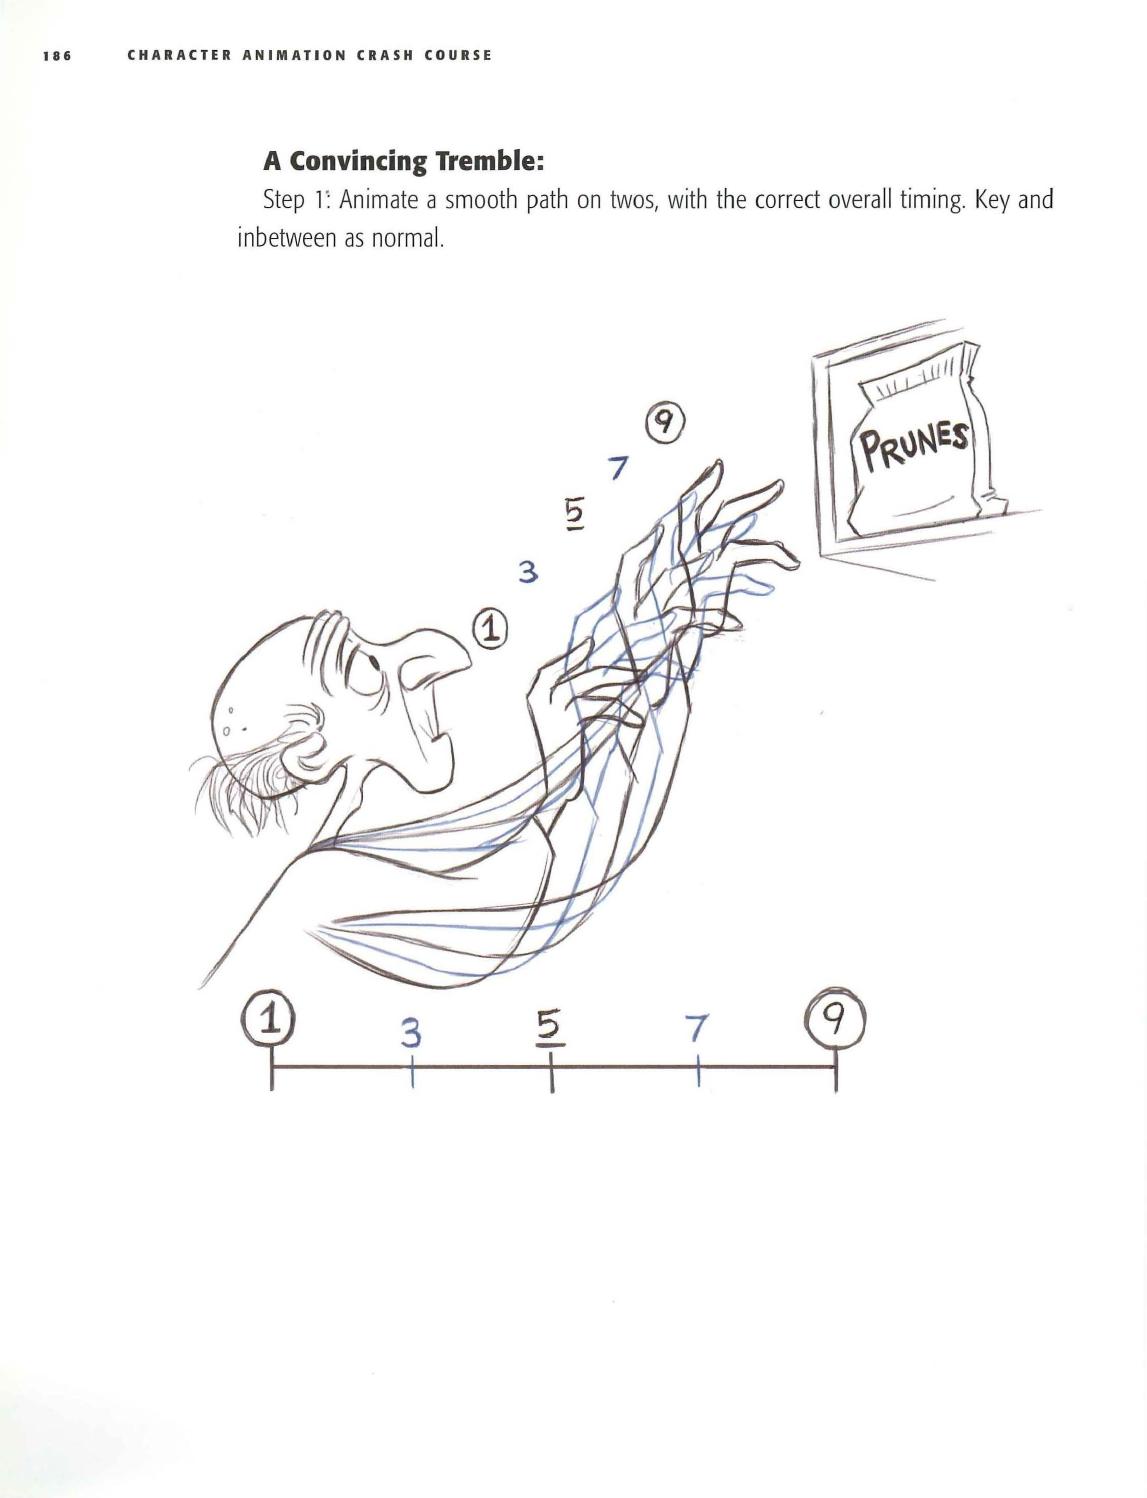 186 CHARACTER ANIMATION CRASH COURSE
A Convincing Tremble:
Step 1: Animate a smooth path on twos, with the correct overall timing. Key and
inbetween as normal.
9
7
5
3
1
PRUNES
1 3 5 7 9